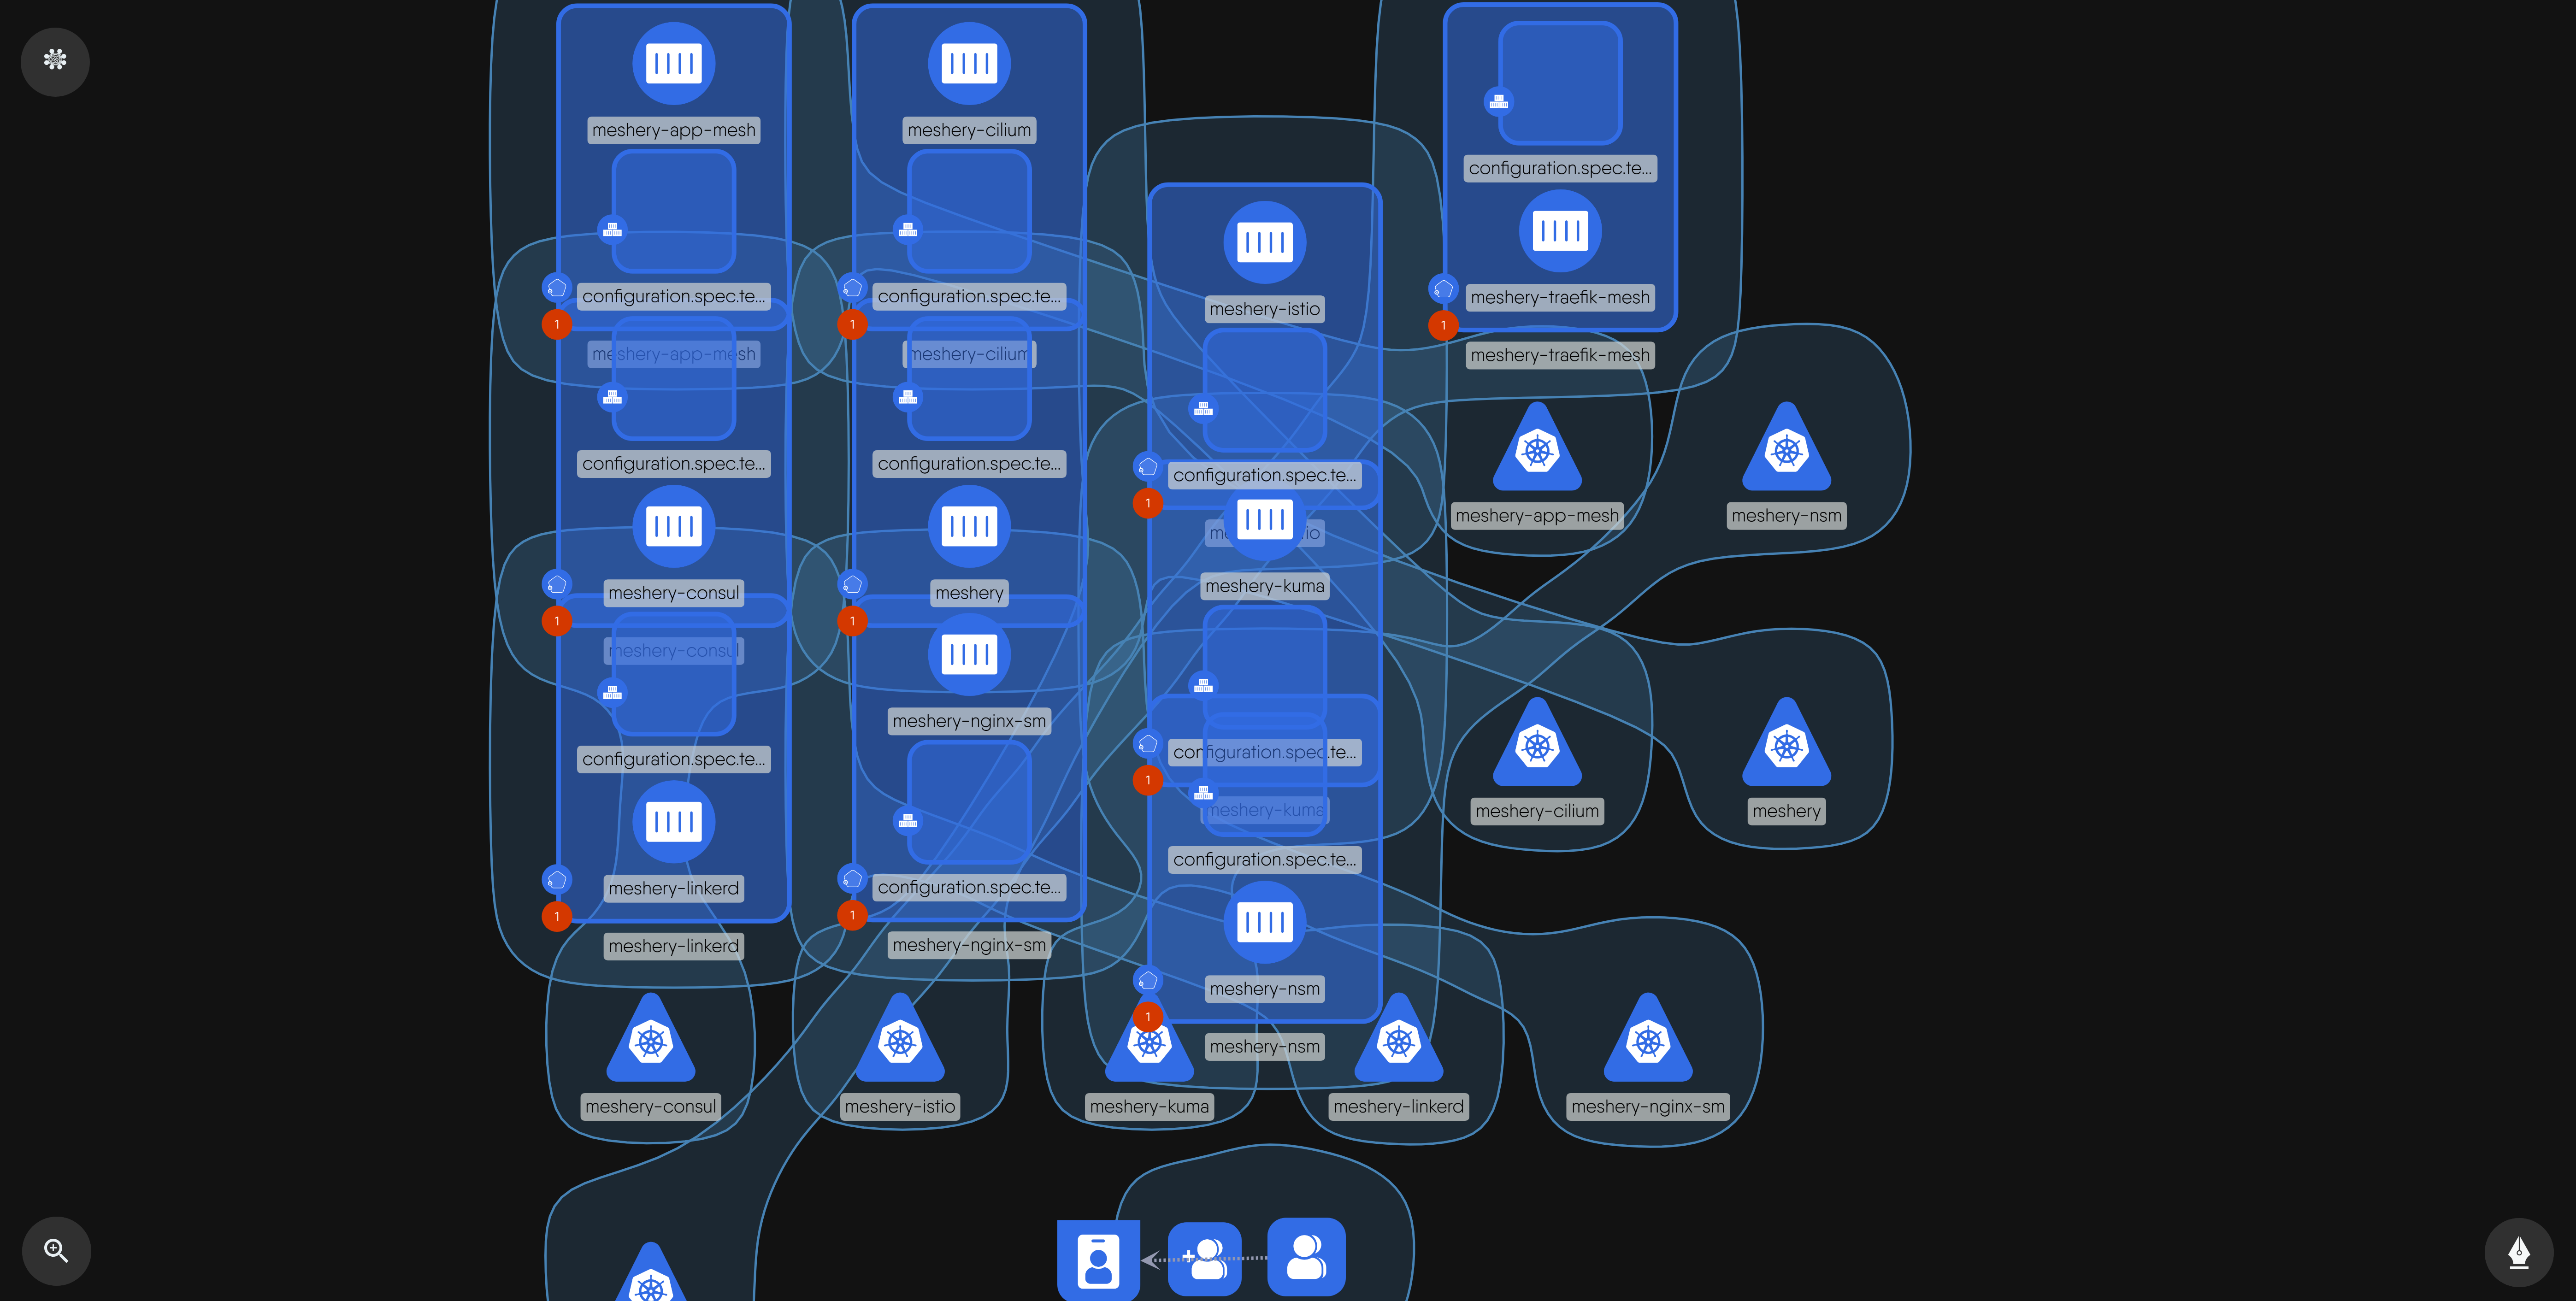 meshery-app-mesh
configuration.spec.te...
1
meshery-app-mesh
configuration.spec.te...
meshery-consul
1
meshery-consul
configuration.spec.te...
meshery-linkerd
1
meshery-linkerd
meshery-cilium
configuration.spec.te...
1
meshery-cilium
configuration.spec.te...
meshery
1
meshery-nginx-sm
configuration.spec.te...
1
meshery-nginx-sm
meshery-istio
configuration.spec.te...
1
meshery-kuma
configuration.spec.te...
1
meshery-kuma
configuration.spec.te...
meshery-nsm
1
meshery-nsm
configuration.spec.te...
meshery-traefik-mesh
1
meshery-traefik-mesh
meshery-app-mesh
meshery-nsm
meshery-cilium
meshery
meshery-consul
meshery-istio
meshery-kuma
meshery-linkerd
meshery-nginx-sm